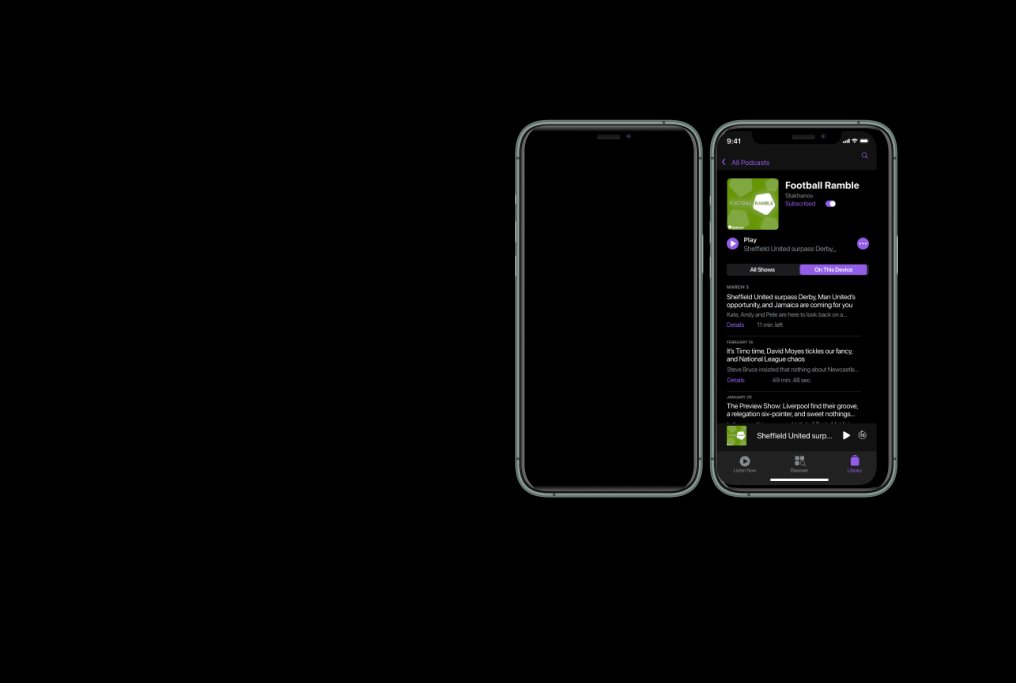 9:41
All Podcasts
FOOTBALL RAMBLE
Football Ramble
Stakhanov
Subscribed
Play
Sheffield United surpass Derby,...
All Shows
On This Device
MARCH 3
Sheffield United surpass Derby, Man United's
opportunity, and Jamaica are coming for you
Kate, Andy and Pete are here to look back on a...
Details
11 min. left
FEBRUARY 18
It's Timo time, David Moyes tickles our fancy,
and National League chaos
Steve Bruce insisted that nothing about Newcastle...
Details
49 min. 48 sec.
The Preview Show: Liverpool find their groove,
a relegation six-pointer, and sweet nothings...
Sheffield United surp...
Listen Now
Discover
Library